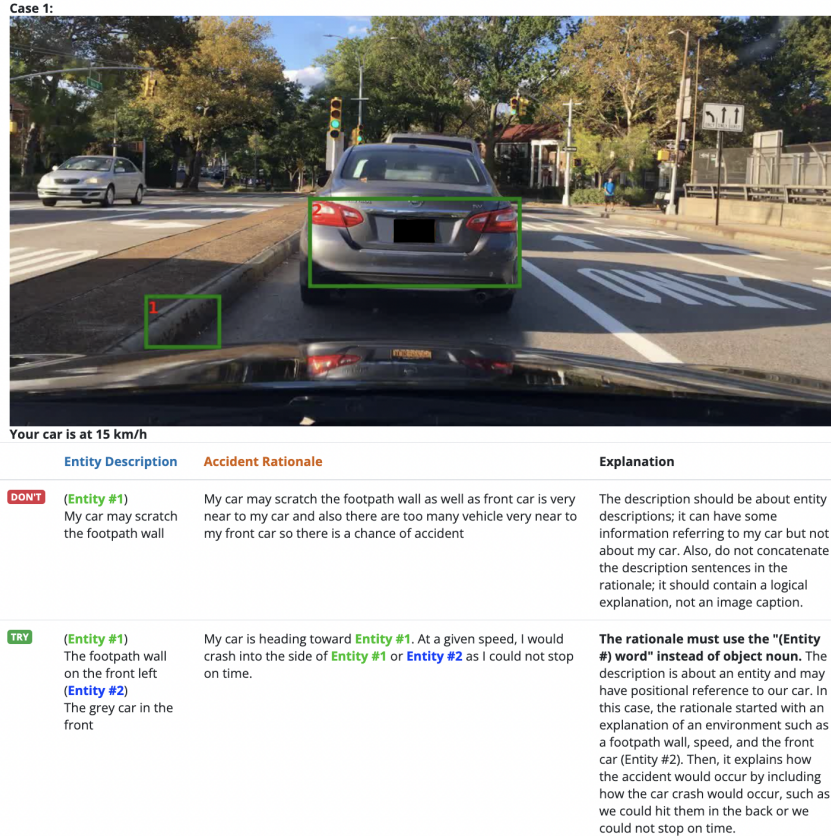 Case 1:
2
1
ONLY
Your car is at 15 km/h
Entity Description
Accident Rationale
Explanation
DON'T
(Entity #1)
My car may scratch
the footpath wall
My car may scratch the footpath wall as well as front car is very
near to my car and also there are too many vehicle very near to
my front car so there is a chance of accident
The description should be about entity
descriptions; it can have some
information referring to my car but not
about my car. Also, do not concatenate
the description sentences in the
rationale; it should contain a logical
explanation, not an image caption.
TRY
(Entity #1)
The footpath wall
on the front left
(Entity #2)
The grey car in the
front
My car is heading toward Entity #1. At a given speed, I would
crash into the side of Entity #1 or Entity #2 as I could not stop
on time.
The rationale must use the "(Entity
#) word" instead of object noun. The
description is about an entity and may
have positional reference to our car. In
this case, the rationale started with an
explanation of an environment such as
a footpath wall, speed, and the front
car (Entity #2). Then, it explains how
the accident would occur by including
how the car crash would occur, such as
we could hit them in the back or we
could not stop on time.